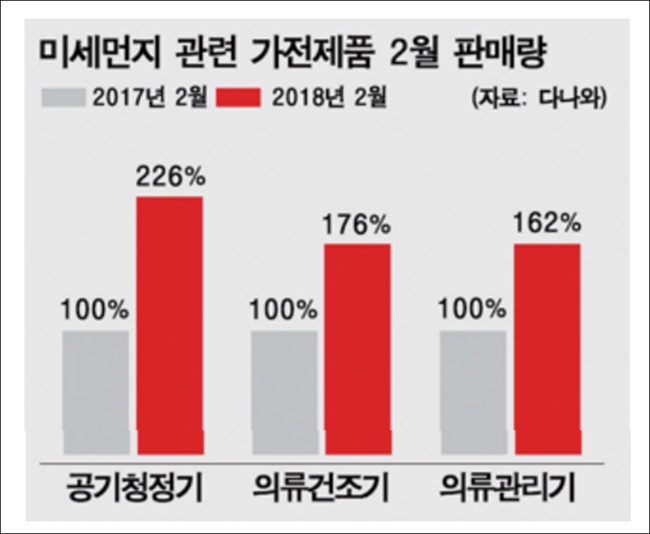 미세먼지 관련 가전제품 2월 판매량
2017년 2월 2018년 2월 (자료: 다나와)
226%
176%
162%
100%
100%
100%
공기청정기 의류건조기 의류관리기